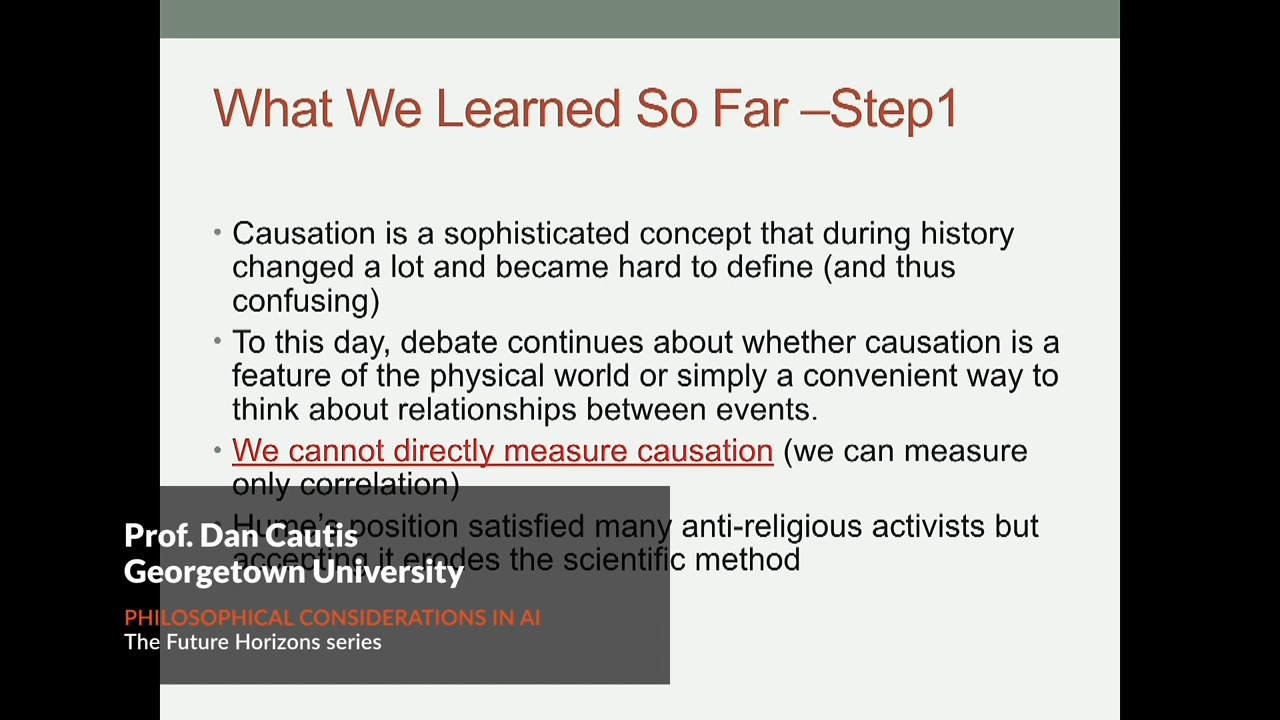 What We Learned So Far –Step1
• Causation is a sophisticated concept that during history
changed a lot and became hard to define (and thus
confusing)
• To this day, debate continues about whether causation is a
feature of the physical world or simply a convenient way to
think about relationships between events.
• We cannot directly measure causation (we can measure
only correlation)
• Hume's position satisfied many anti-religious activists but
accepting it erodes the scientific method
Prof. Dan Cautis
Georgetown University
PHILOSOPHICAL CONSIDERATIONS IN AI
The Future Horizons series